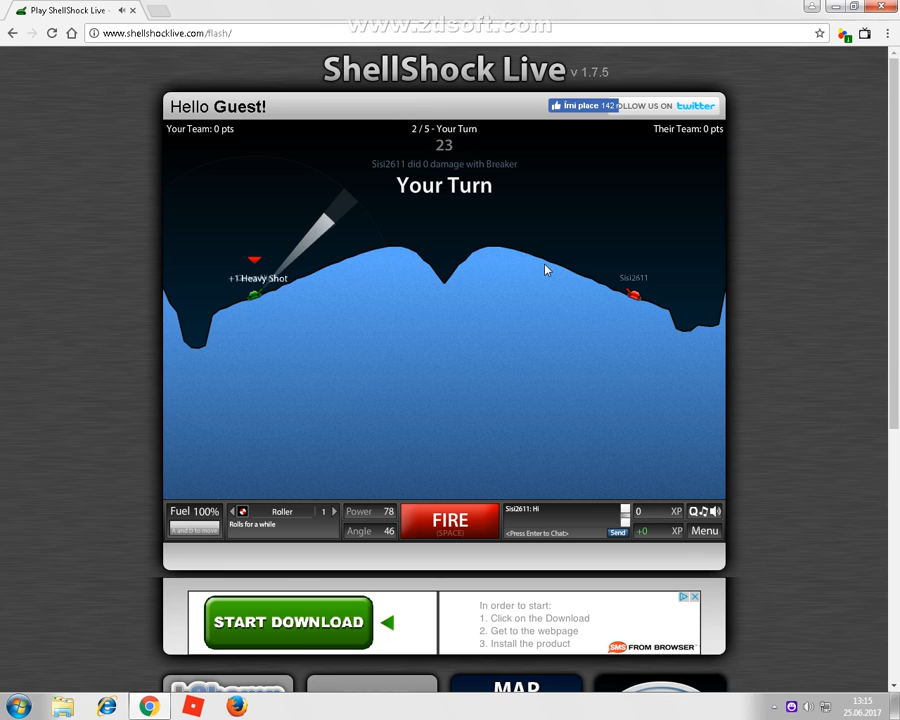 Play ShellShock Live -
www.zdsoft.com
www.shellshocklive.com/flash/
ShellShock Live v 1.7.5
Hello Guest!
Îmi place 142
OLLOW US ON twitter
Your Team: 0 pts
2 / 5 - Your Turn
Their Team: 0 pts
23
Sisi2611 did 0 damage with Breaker
Your Turn
+1 Heavy Shot
Sisi2611
Fuel 100%
A and D to move
Roller
1
Rolls for a while
Power 78
Angle 46
FIRE
(SPACE)
Sisi2611: Hi
<Press Enter to Chat>
Send
0 XP
+0 XP
Menu
START DOWNLOAD
In order to start:
1. Click on the Download
2. Get to the webpage
3. Install the product
SMS FROM BROWSER
MAP
13:15
25.06.2017